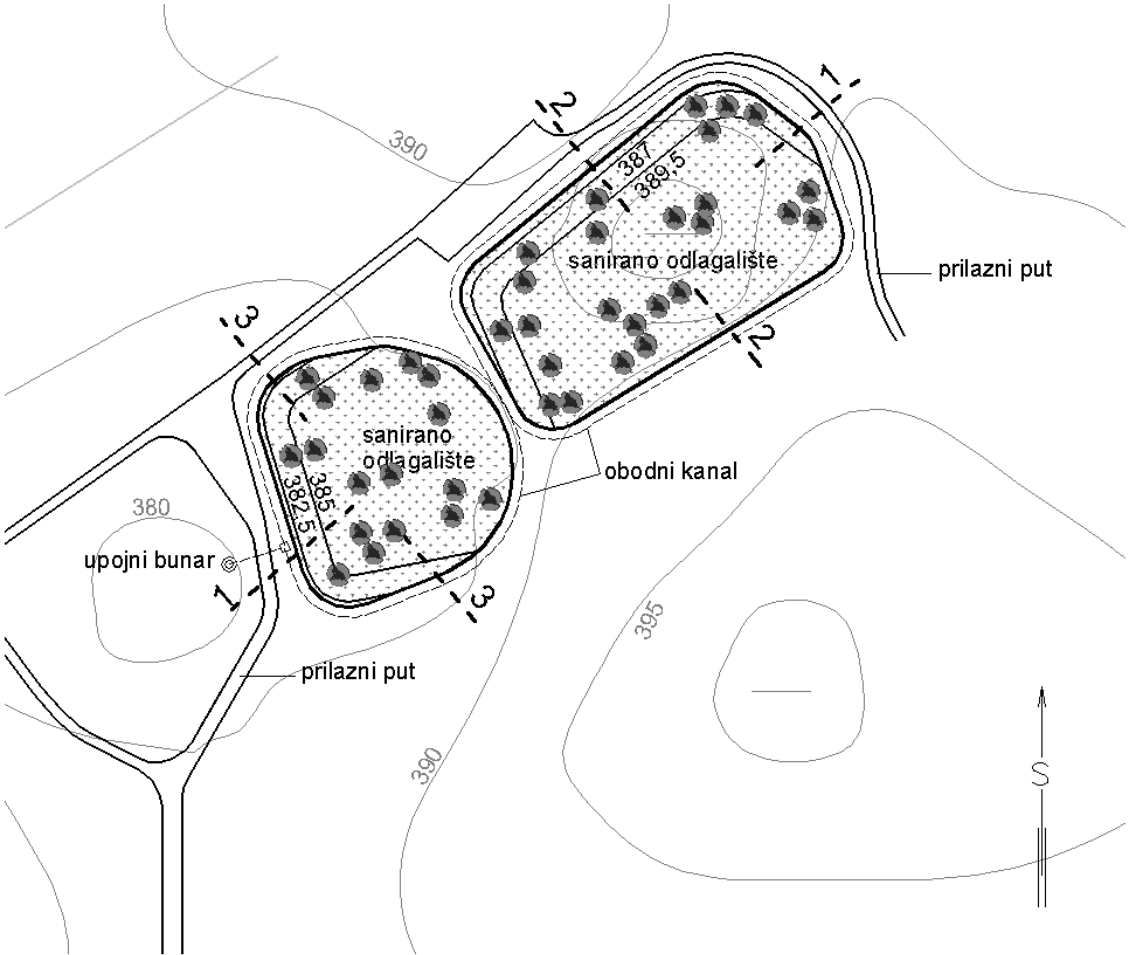 1
2
390
387
389,5
sanirano odlagalište
prilazni put
3
2
sanirano
odlagalište
obodni kanal
385
382,5
380
upojni bunar
1
3
395
prilazni put
390
S